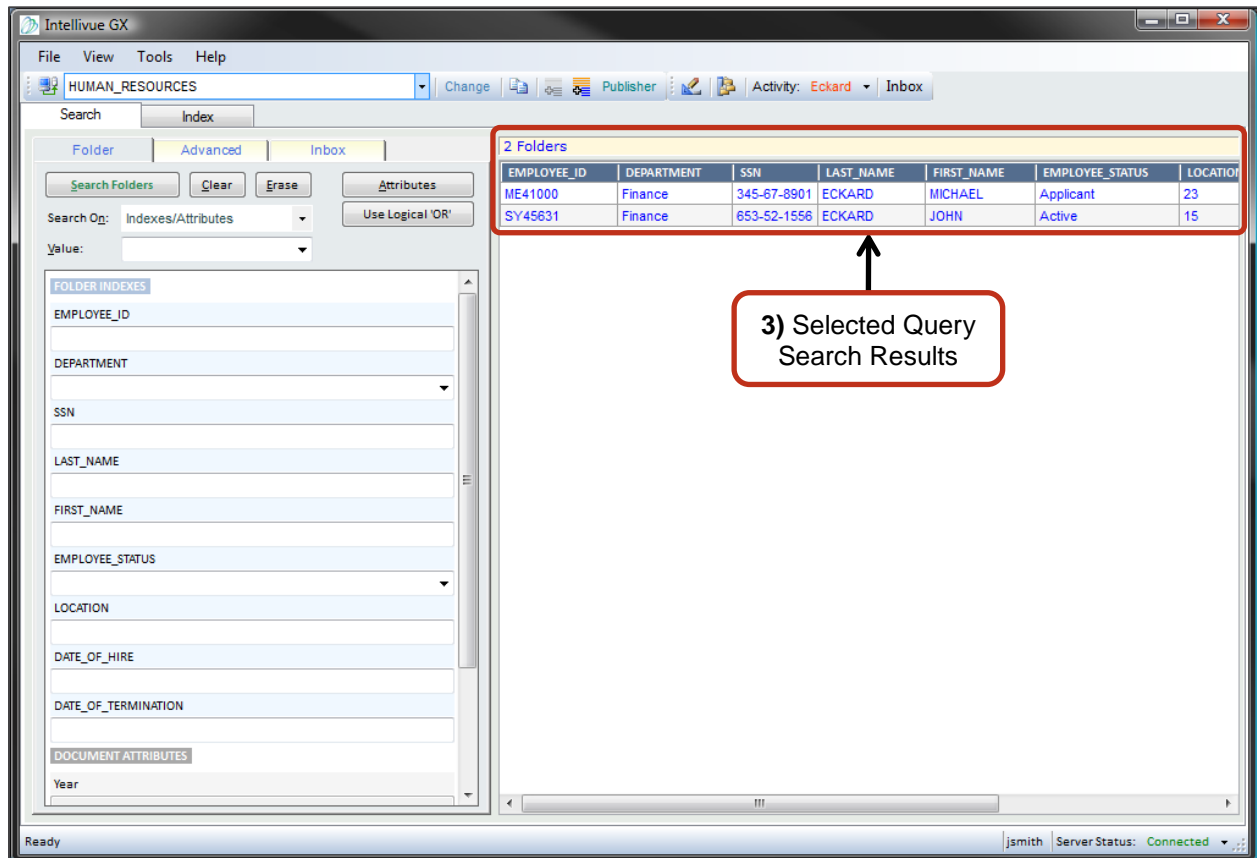 Intellivue GX
File View Tools Help
HUMAN_RESOURCES Change Publisher Activity: Eckard Inbox
Search Index
Folder Advanced Inbox
Search Folders Clear Erase Attributes
Search On: Indexes/Attributes Use Logical 'OR'
Value:
FOLDER INDEXES
EMPLOYEE_ID
DEPARTMENT
SSN
LAST_NAME
FIRST_NAME
EMPLOYEE_STATUS
LOCATION
DATE_OF_HIRE
DATE_OF_TERMINATION
DOCUMENT ATTRIBUTES
Year
2 Folders
EMPLOYEE_ID DEPARTMENT SSN LAST_NAME FIRST_NAME EMPLOYEE_STATUS LOCATION
ME41000 Finance 345-67-8901 ECKARD MICHAEL Applicant 23
SY45631 Finance 653-52-1556 ECKARD JOHN Active 15
3) Selected Query
Search Results
Ready jsmith Server Status: Connected